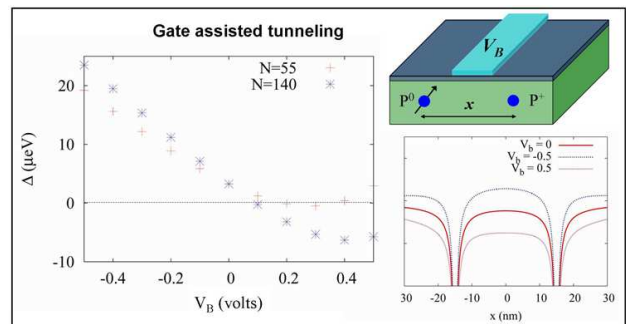 Gate assisted tunneling
N=55
N=140
20
10
0
-10
Δ (μeV)
-0.4
-0.2
0
0.2
0.4
V_B (volts)
V_B
P⁰
x
P⁺
V_b = 0
V_b = -0.5
V_b = 0.5
30
-20
-10
0
10
20
30
x (nm)